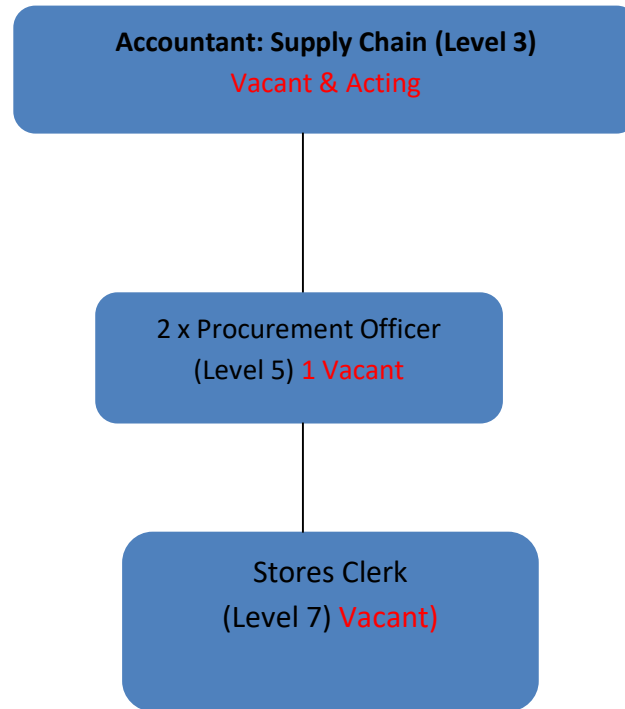 Accountant: Supply Chain (Level 3)
Vacant & Acting
2 x Procurement Officer
(Level 5) 1 Vacant
Stores Clerk
(Level 7) Vacant)